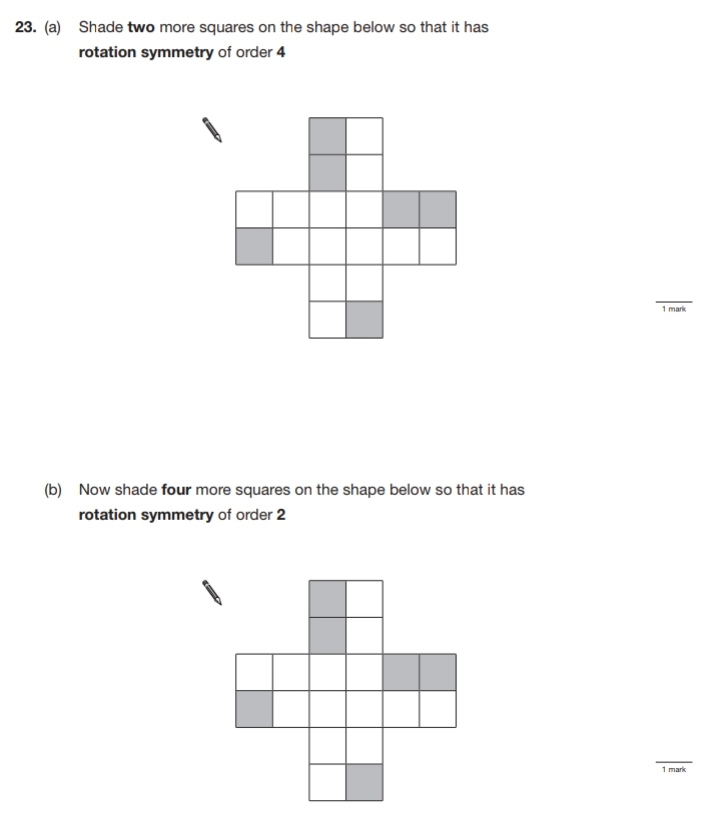 23. (a) Shade two more squares on the shape below so that it has
rotation symmetry of order 4
1 mark
(b) Now shade four more squares on the shape below so that it has
rotation symmetry of order 2
1 mark